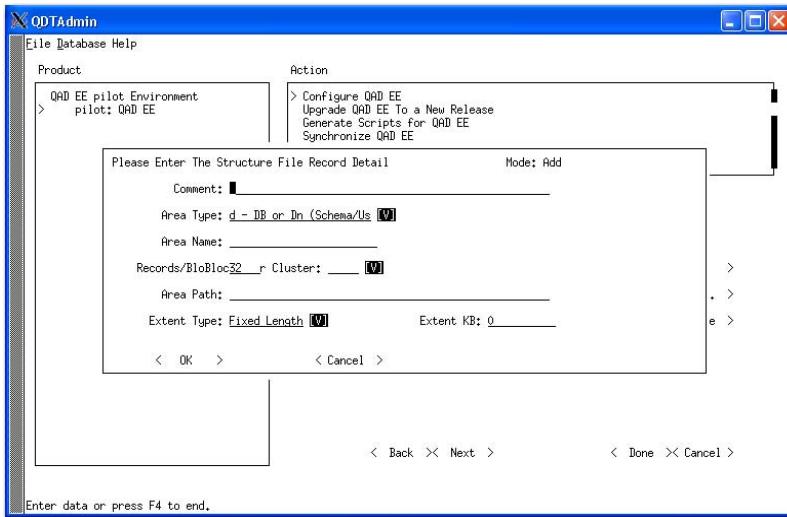 QDTAdmin
File Database Help
Product Action
QAD EE pilot Environment
> pilot: QAD EE
> Configure QAD EE
Upgrade QAD EE To a New Release
Generate Scripts for QAD EE
Synchronize QAD EE
Please Enter The Structure File Record Detail Mode: Add
Comment:
Area Type: d - DB or Dn (Schema/Us [V]
Area Name:
Records/BloBloc32 r Cluster: [V]
Area Path:
Extent Type: Fixed Length [V] Extent KB: 0
< OK > < Cancel >
>
. >
e >
< Back >< Next > < Done >< Cancel >
Enter data or press F4 to end.